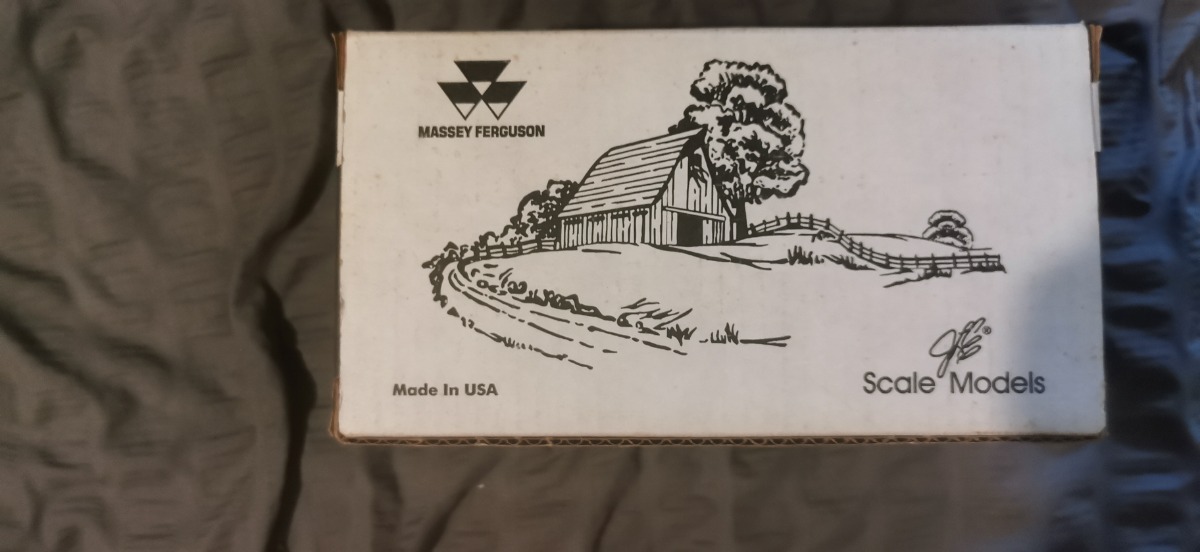 MASSEY FERGUSON
Made In USA
Scale Models